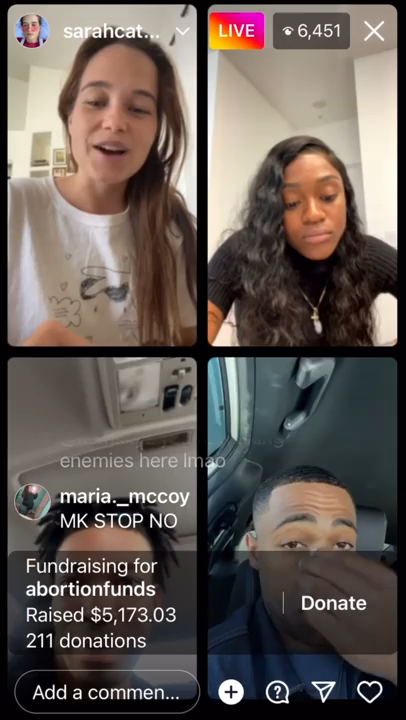 sarahcat...
LIVE
6,451
enemies here lmao
maria._mccoy
MK STOP NO
Fundraising for
abortionfunds
Raised $5,173.03
211 donations
Donate
Add a commen...